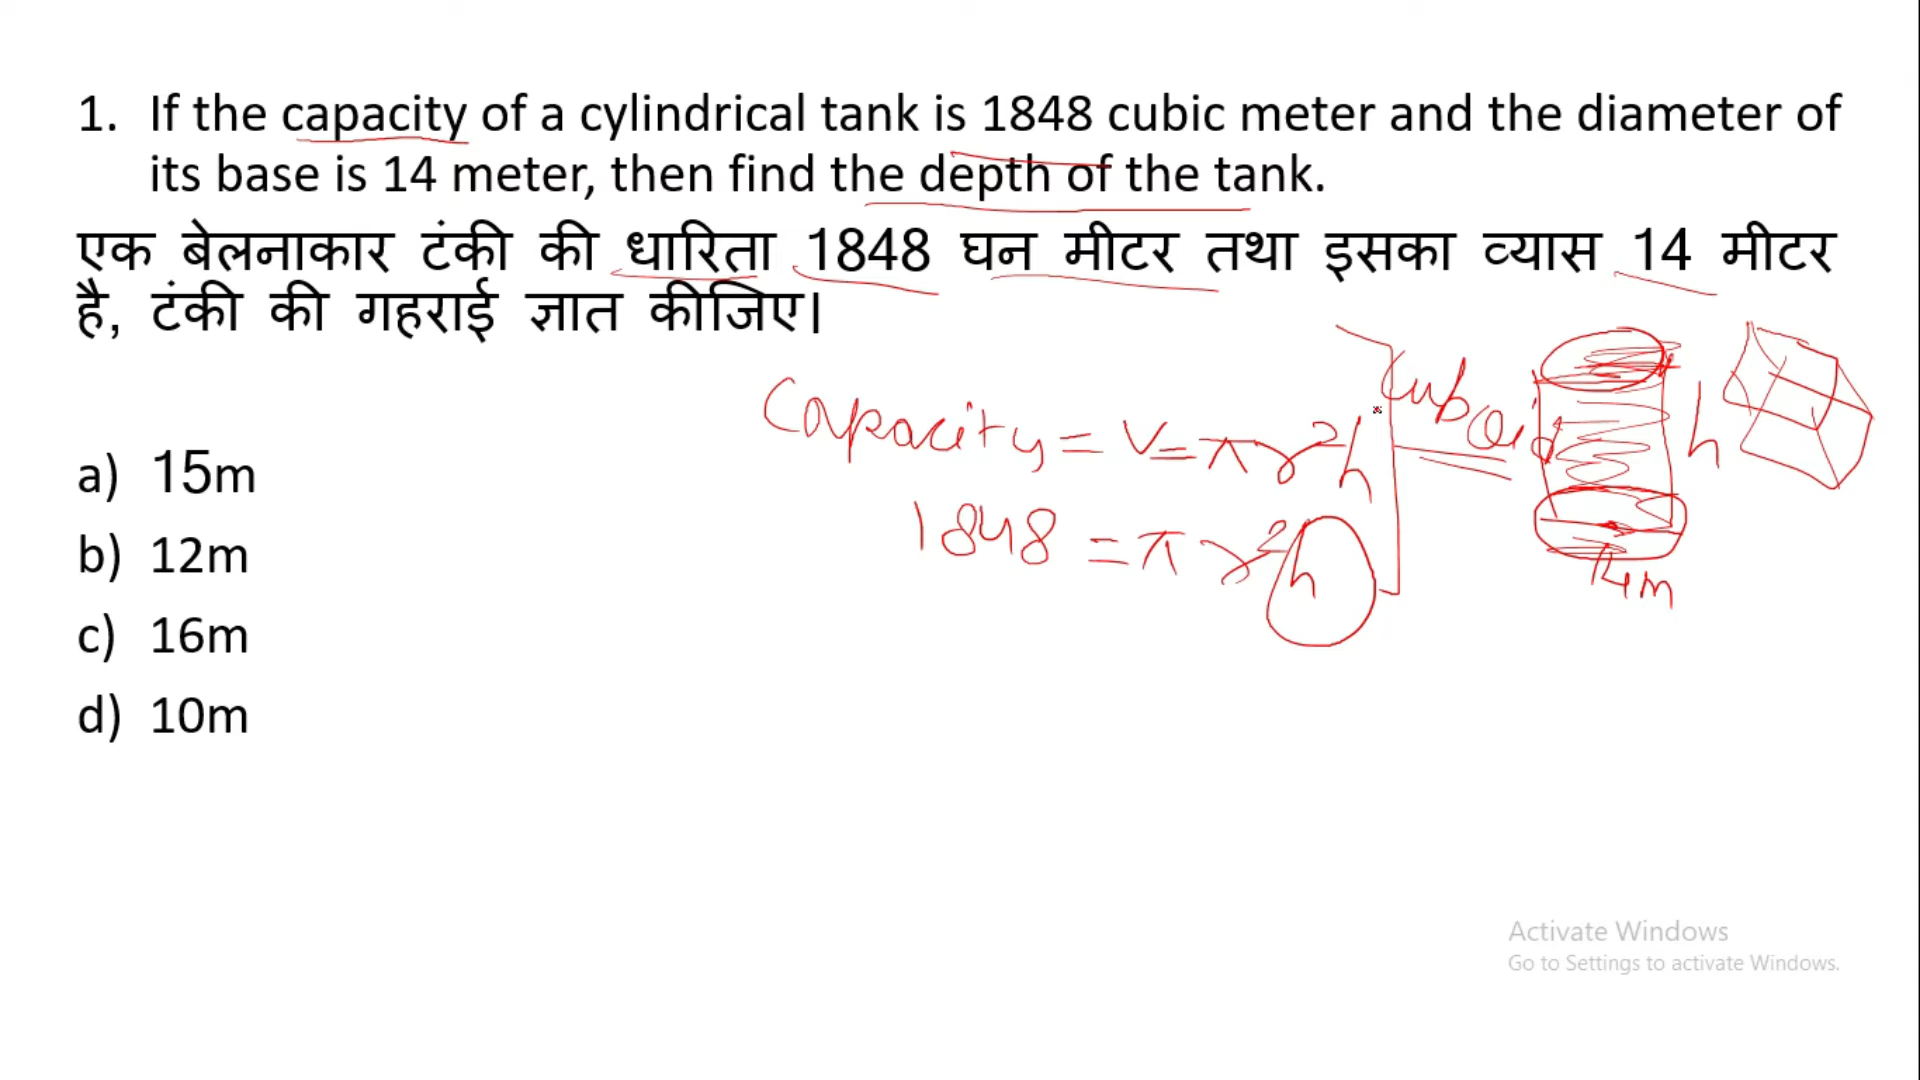 1. If the capacity of a cylindrical tank is 1848 cubic meter and the diameter of
its base is 14 meter, then find the depth of the tank.
एक बेलनाकार टंकी की धारिता 1848 घन मीटर तथा इसका व्यास 14 मीटर
है, टंकी की गहराई ज्ञात कीजिए।
Capacity = V = πr²h cuboid h
1848 = πr²h
14m
a) 15m
b) 12m
c) 16m
d) 10m
Activate Windows
Go to Settings to activate Windows.